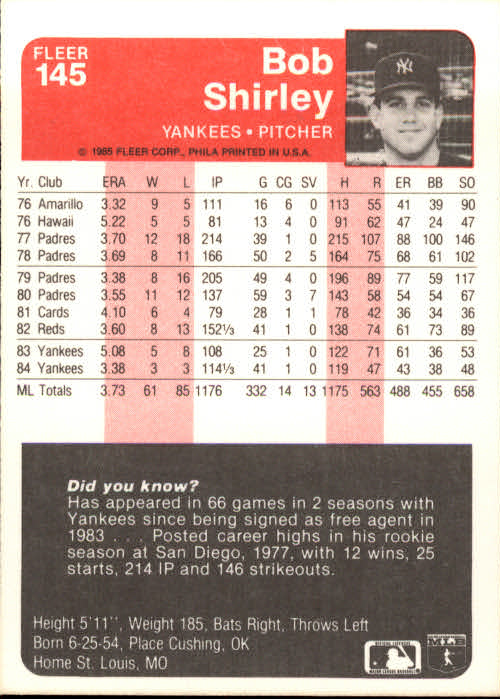 FLEER
145
Bob
Shirley
YANKEES • PITCHER
© 1985 FLEER CORP., PHILA PRINTED IN U.S.A.
NY
Yr. Club ERA W L IP G CG SV H R ER BB SO
76 Amarillo 3.32 9 5 111 16 6 0 113 55 41 39 90
76 Hawaii 5.22 5 5 81 13 4 0 91 62 47 24 47
77 Padres 3.70 12 18 214 39 1 0 215 107 88 100 146
78 Padres 3.69 8 11 166 50 2 5 164 75 68 61 102
79 Padres 3.38 8 16 205 49 4 0 196 89 77 59 117
80 Padres 3.55 11 12 137 59 3 7 143 58 54 54 67
81 Cards 4.10 6 4 79 28 1 1 78 42 36 34 36
82 Reds 3.60 8 13 152⅓ 41 1 0 138 74 61 73 89
83 Yankees 5.08 5 8 108 25 1 0 122 71 61 36 53
84 Yankees 3.38 3 3 114⅓ 41 1 0 119 47 43 38 48
ML Totals 3.73 61 85 1176 332 14 13 1175 563 488 455 658
Did you know?
Has appeared in 66 games in 2 seasons with
Yankees since being signed as free agent in
1983 . . . Posted career highs in his rookie
season at San Diego, 1977, with 12 wins, 25
starts, 214 IP and 146 strikeouts.
Height 5'11'', Weight 185, Bats Right, Throws Left
Born 6-25-54, Place Cushing, OK
Home St. Louis, MO